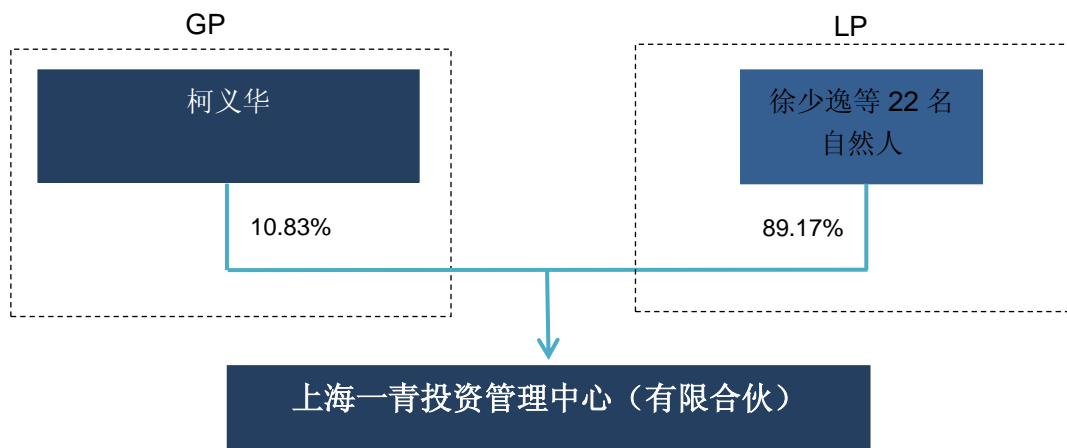 GP
LP
柯义华
徐少逸等 22 名
自然人
10.83%
89.17%
上海一青投资管理中心（有限合伙）